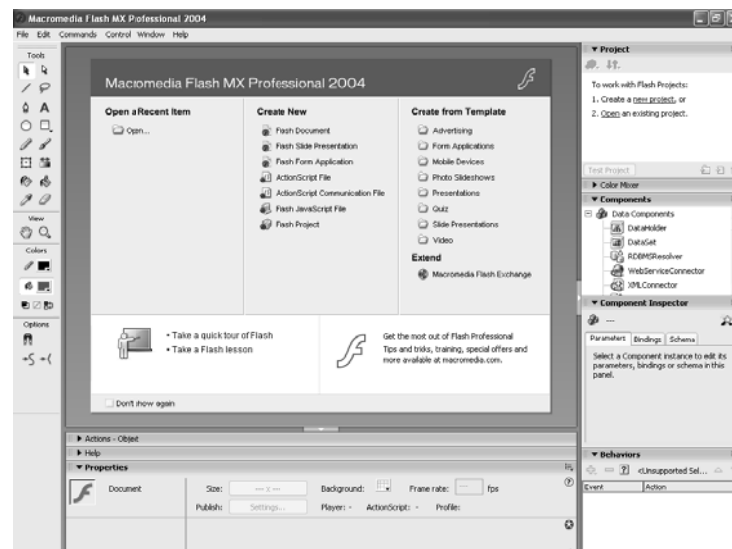 Macromedia Flash MX Professional 2004
File Edit Commands Control Window Help
Tools
View
Colors
Options
Macromedia Flash MX Professional 2004
Open a Recent Item
Open...
Create New
Flash Document
Flash Slide Presentation
Flash Form Application
ActionScript File
ActionScript Communication File
Flash JavaScript File
Flash Project
Create from Template
Advertising
Form Applications
Mobile Devices
Photo Slideshows
Presentations
Quiz
Slide Presentations
Video
Extend
Macromedia Flash Exchange
• Take a quick tour of Flash
• Take a Flash lesson
Get the most out of Flash Professional
Tips and tricks, training, special offers and
more available at macromedia.com.
Don't show again
Actions - Object
Help
Properties
Document
Size: --- x ---
Background:
Frame rate: --- fps
Publish: Settings...
Player: - ActionScript: - Profile:
Project
To work with Flash Projects:
1. Create a new project, or
2. Open an existing project.
Test Project
Color Mixer
Components
Data Components
DataHolder
DataSet
RDBMSResolver
WebServiceConnector
XMLConnector
Component Inspector
---
Parameters Bindings Schema
Select a Component instance to edit its
parameters, bindings or schema in this
panel.
Behaviors
<Unsupported Sel...
Event Action